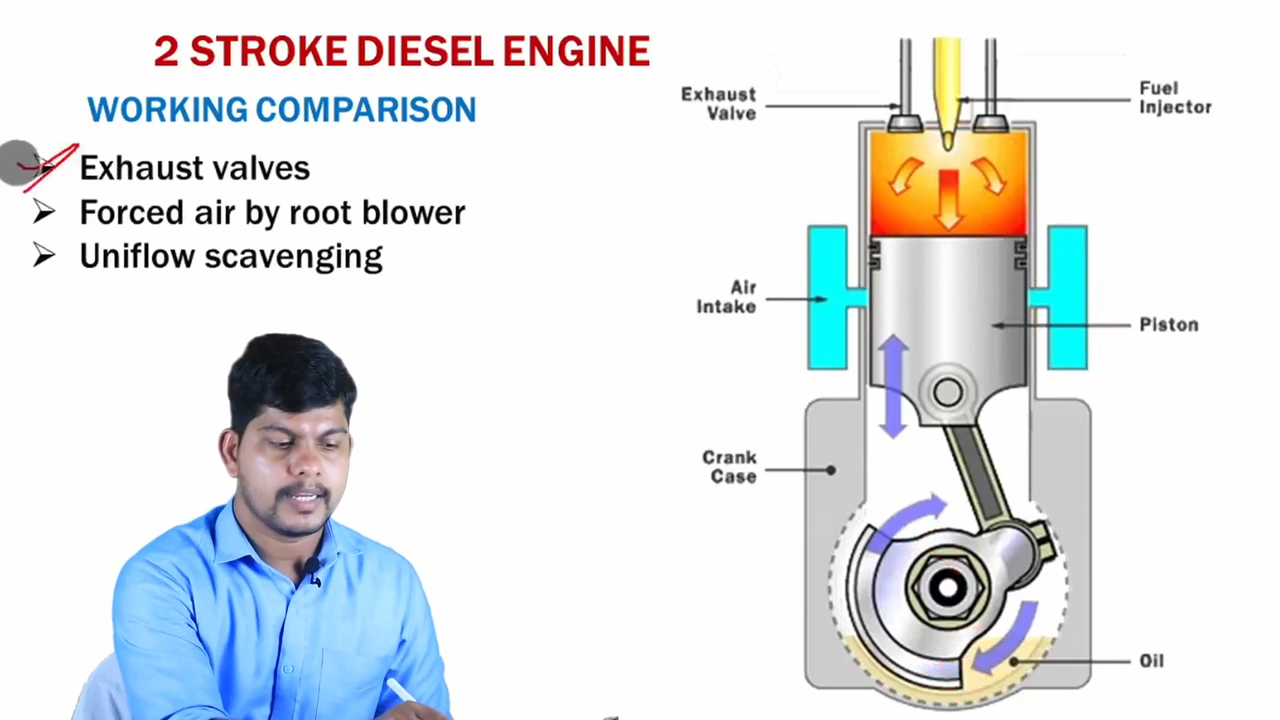 2 STROKE DIESEL ENGINE
WORKING COMPARISON
Exhaust valves
Forced air by root blower
Uniflow scavenging
Exhaust
Valve
Fuel
Injector
Air
Intake
Piston
Crank
Case
Oil